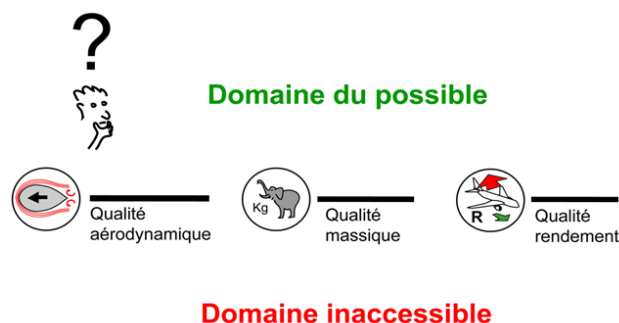 ?
Domaine du possible
Kg
R
Qualité
aérodynamique
Qualité
massique
Qualité
rendement
Domaine inaccessible